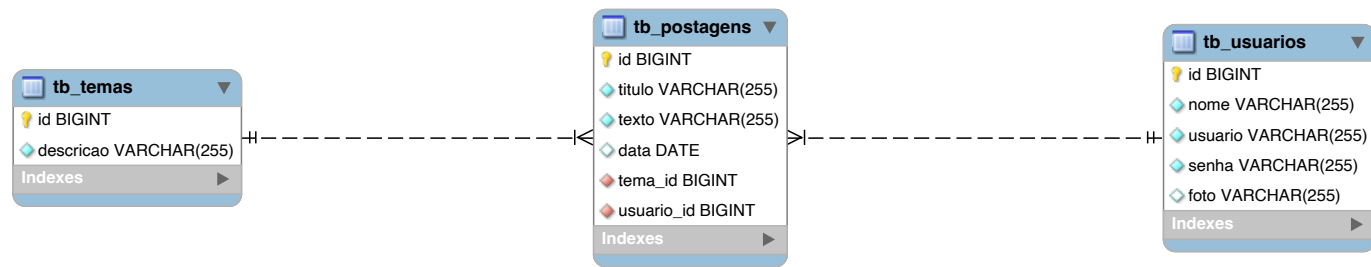 tb_temas
id BIGINT
descricao VARCHAR(255)
Indexes
tb_postagens
id BIGINT
titulo VARCHAR(255)
texto VARCHAR(255)
data DATE
tema_id BIGINT
usuario_id BIGINT
Indexes
tb_usuarios
id BIGINT
nome VARCHAR(255)
usuario VARCHAR(255)
senha VARCHAR(255)
foto VARCHAR(255)
Indexes